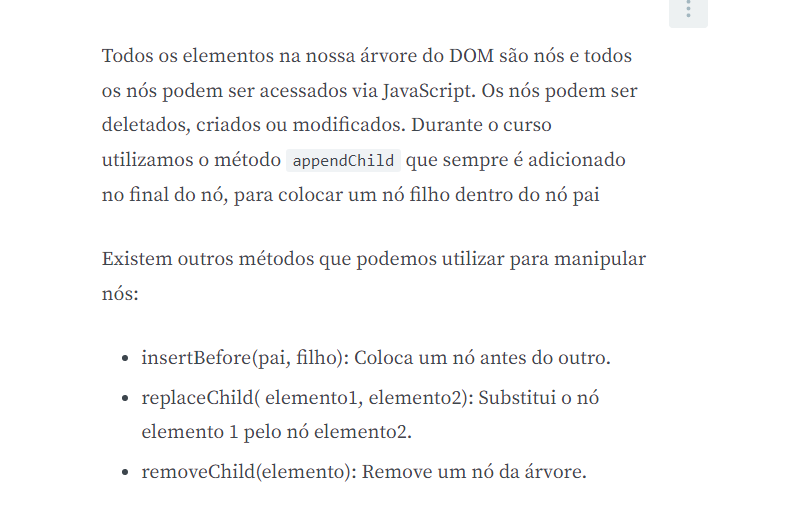 Todos os elementos na nossa árvore do DOM são nós e todos
os nós podem ser acessados via JavaScript. Os nós podem ser
deletados, criados ou modificados. Durante o curso
utilizamos o método appendChild que sempre é adicionado
no final do nó, para colocar um nó filho dentro do nó pai
Existem outros métodos que podemos utilizar para manipular
nós:
• insertBefore(pai, filho): Coloca um nó antes do outro.
• replaceChild( elemento1, elemento2): Substitui o nó
elemento 1 pelo nó elemento2.
• removeChild(elemento): Remove um nó da árvore.